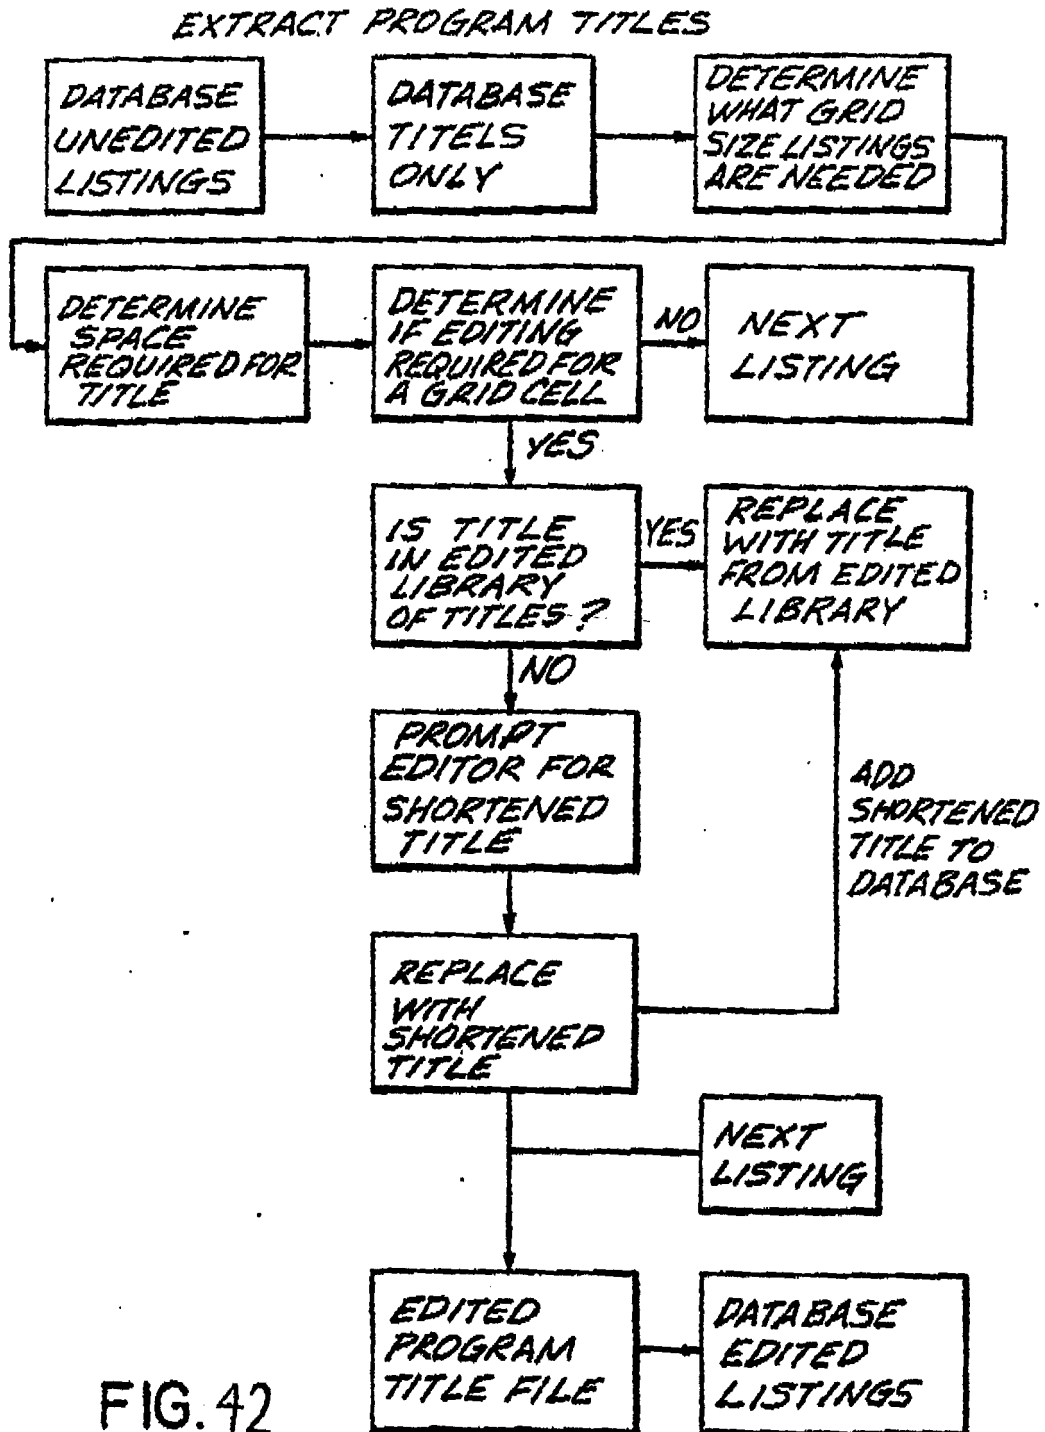 EXTRACT PROGRAM TITLES
DATABASE
UNEDITED
LISTINGS
DATABASE
TITELS
ONLY
DETERMINE
WHAT GRID
SIZE LISTINGS
ARE NEEDED
DETERMINE
SPACE
REQUIRED FOR
TITLE
DETERMINE
IF EDITING
REQUIRED FOR
A GRID CELL
NO
NEXT
LISTING
YES
IS TITLE
IN EDITED
LIBRARY
OF TITLES?
YES
REPLACE
WITH TITLE
FROM EDITED
LIBRARY
NO
PROMPT
EDITOR FOR
SHORTENED
TITLE
ADD
SHORTENED
TITLE TO
DATABASE
REPLACE
WITH
SHORTENED
TITLE
NEXT
LISTING
EDITED
PROGRAM
TITLE FILE
DATABASE
EDITED
LISTINGS
FIG. 42